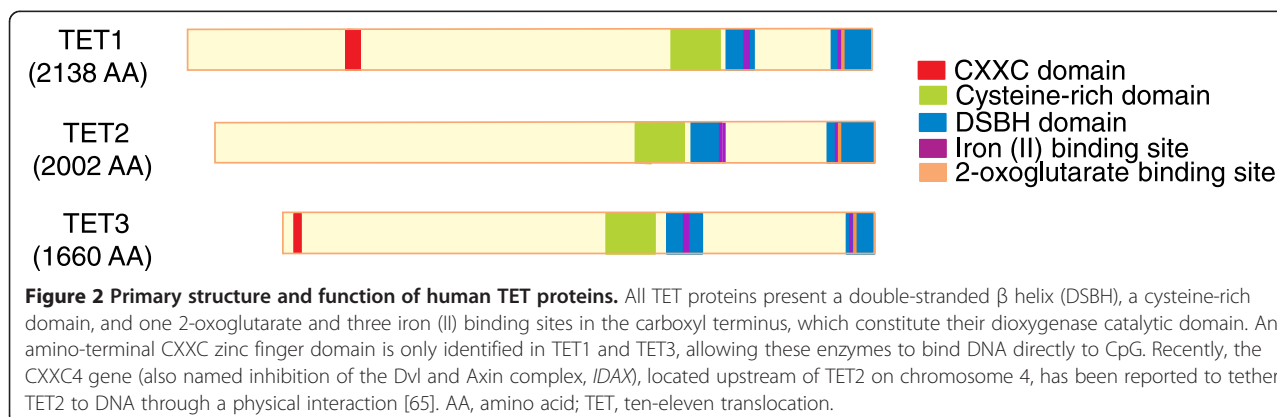 TET1
(2138 AA)
TET2
(2002 AA)
TET3
(1660 AA)
CXXC domain
Cysteine-rich domain
DSBH domain
Iron (II) binding site
2-oxoglutarate binding site
Figure 2 Primary structure and function of human TET proteins. All TET proteins present a double-stranded β helix (DSBH), a cysteine-rich
domain, and one 2-oxoglutarate and three iron (II) binding sites in the carboxyl terminus, which constitute their dioxygenase catalytic domain. An
amino-terminal CXXC zinc finger domain is only identified in TET1 and TET3, allowing these enzymes to bind DNA directly to CpG. Recently, the
CXXC4 gene (also named inhibition of the Dvl and Axin complex, IDAX), located upstream of TET2 on chromosome 4, has been reported to tether
TET2 to DNA through a physical interaction [65]. AA, amino acid; TET, ten-eleven translocation.